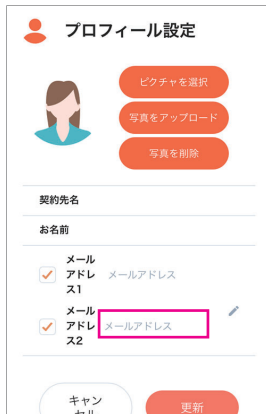 プロフィール設定
ピクチャを選択
写真をアップロード
写真を削除
契約先名
お名前
メール
アドレ
ス1
メールアドレス
メール
アドレ
ス2
メールアドレス
キャン
セル
更新